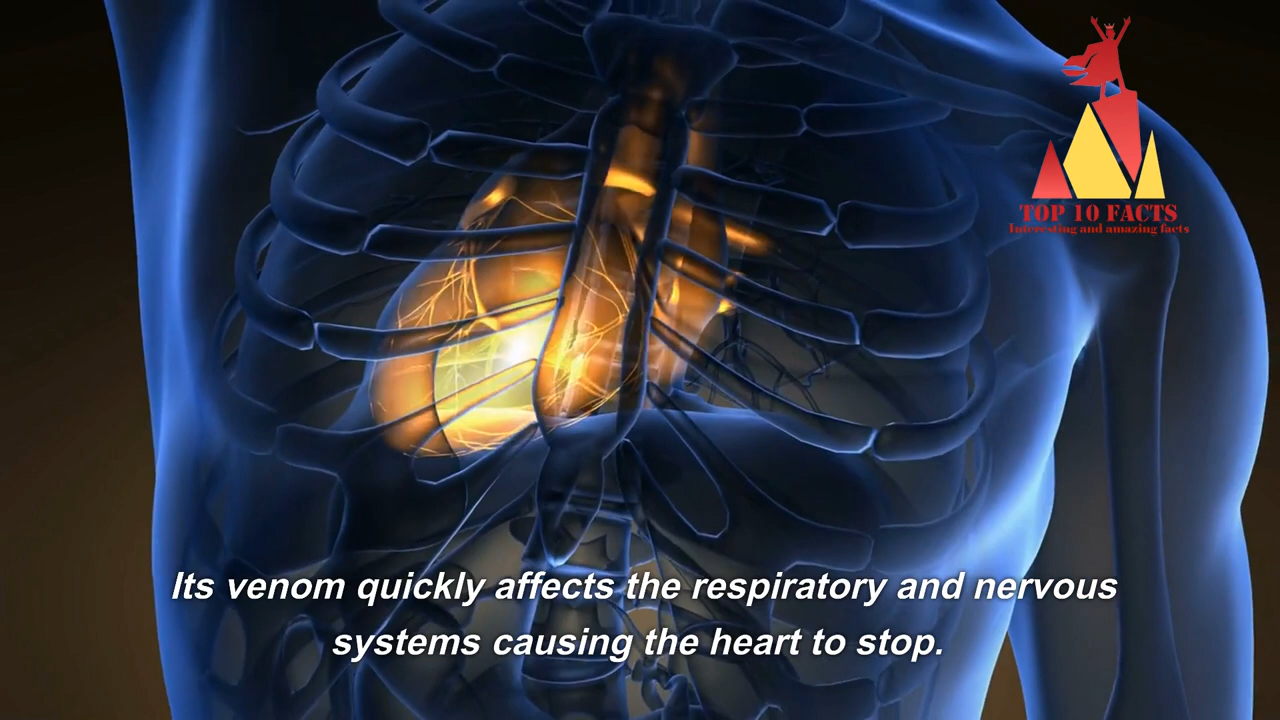 TOP 10 FACTS
Interesting and amazing facts
Its venom quickly affects the respiratory and nervous
systems causing the heart to stop.